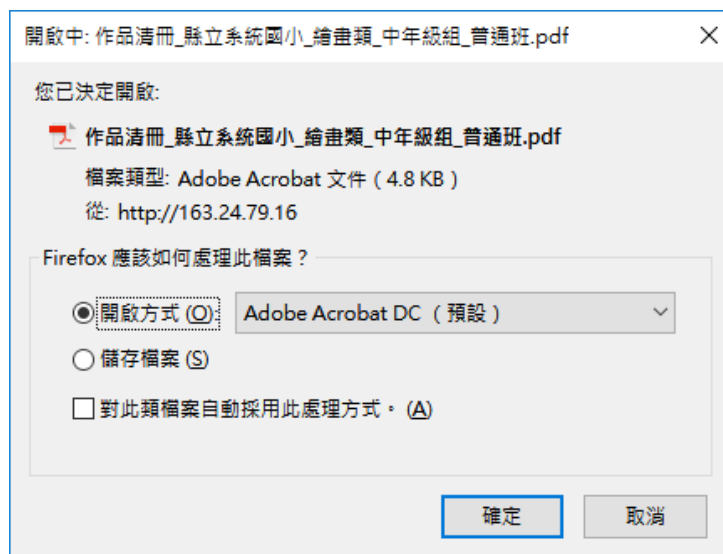 開啟中: 作品清冊_縣立系統國小_繪畫類_中年級組_普通班.pdf
您已決定開啟:
作品清冊_縣立系統國小_繪畫類_中年級組_普通班.pdf
檔案類型: Adobe Acrobat 文件 ( 4.8 KB )
從: http://163.24.79.16
Firefox 應該如何處理此檔案？
開啟方式 (O): Adobe Acrobat DC （預設）
儲存檔案 (S)
對此類檔案自動採用此處理方式。 (A)
確定 取消